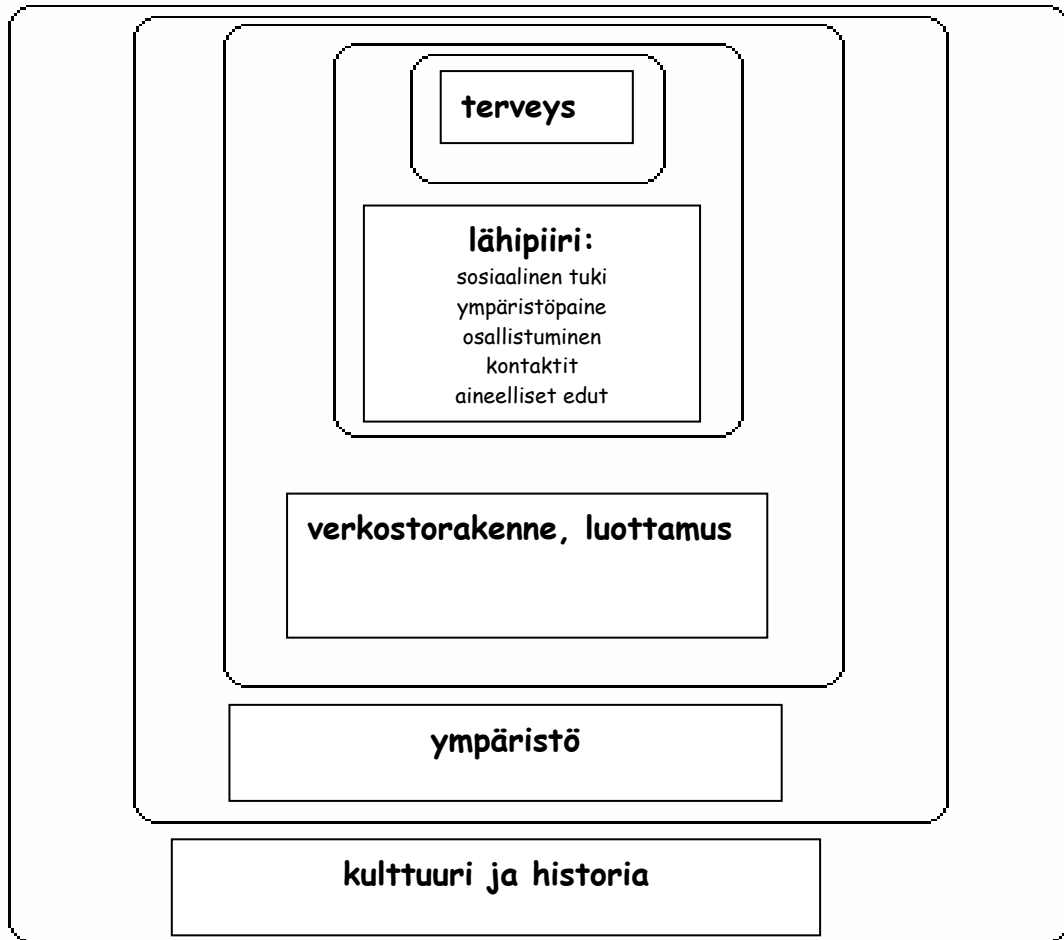 terveys
lähipiiri:
sosiaalinen tuki
ympäristöpaine
osallistuminen
kontaktit
aineelliset edut
verkostorakenne, luottamus
ympäristö
kulttuuri ja historia